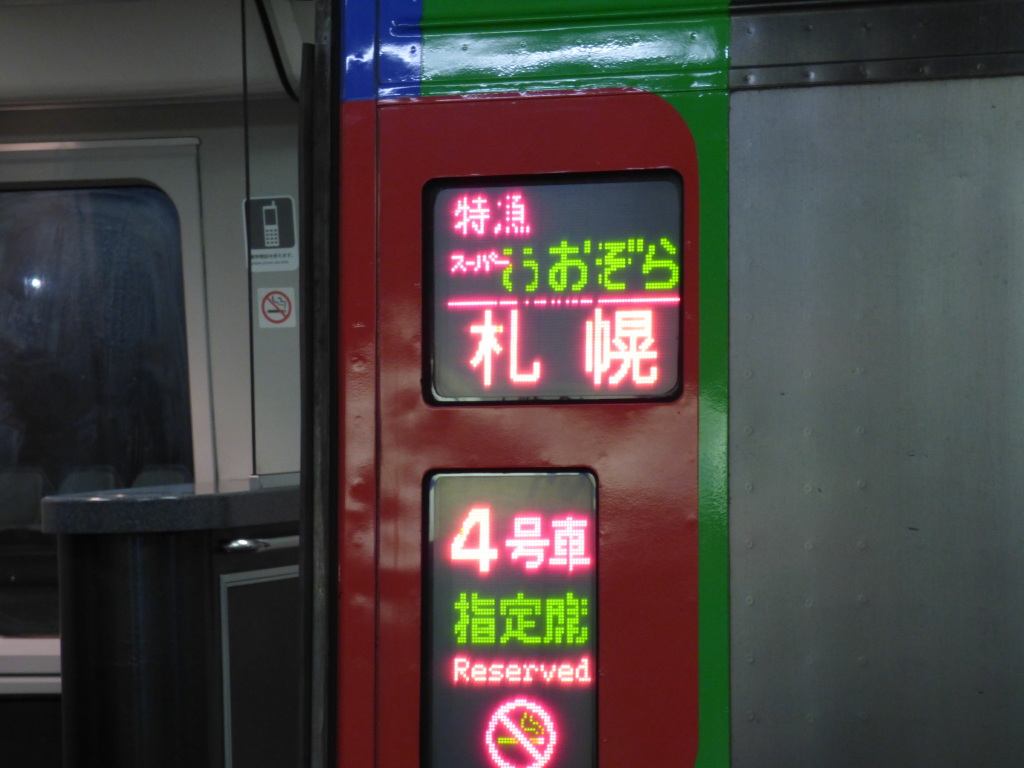 特急
スーパーおおぞら
札幌
4号車
指定席
Reserved